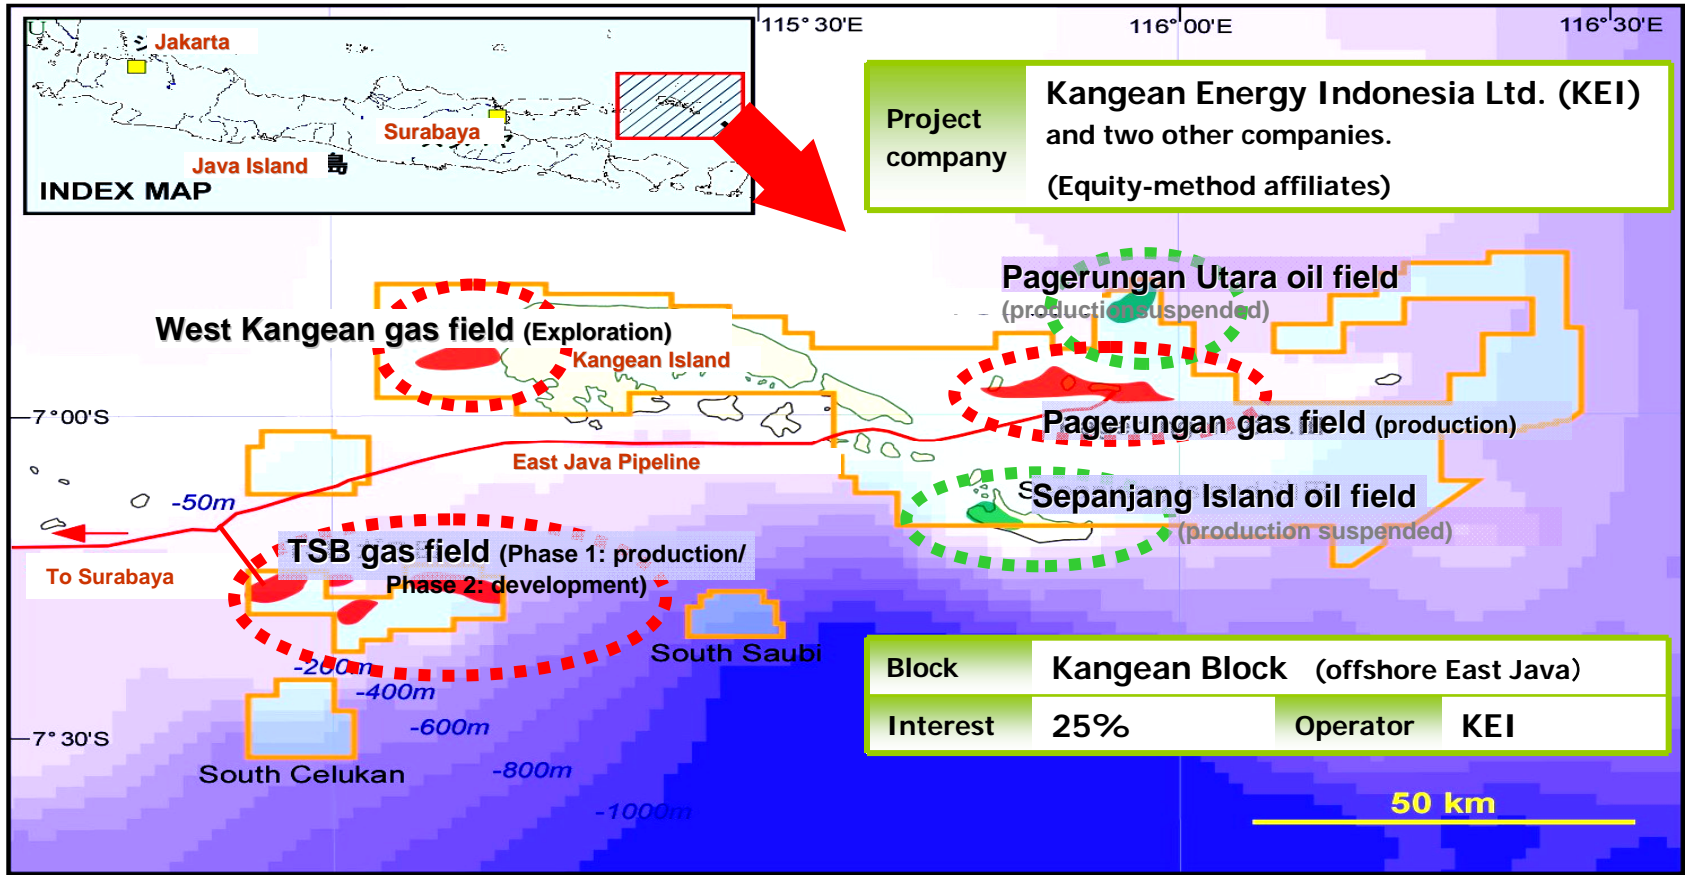 115°30'E
116°00'E
116°30'E
U
シ
Jakarta
Surabaya
Java Island 島
INDEX MAP
Project company
Kangean Energy Indonesia Ltd. (KEI)
and two other companies.
(Equity-method affiliates)
Pagerungan Utara oil field
(productionsuspended)
West Kangean gas field (Exploration)
Kangean Island
7°00'S
Pagerungan gas field (production)
East Java Pipeline
-50m
Sepanjang Island oil field
(production suspended)
To Surabaya
TSB gas field (Phase 1: production/
Phase 2: development)
South Saubi
-200m
-400m
-600m
-800m
-1000m
7°30'S
South Celukan
Block
Kangean Block (offshore East Java)
Interest
25%
Operator
KEI
50 km